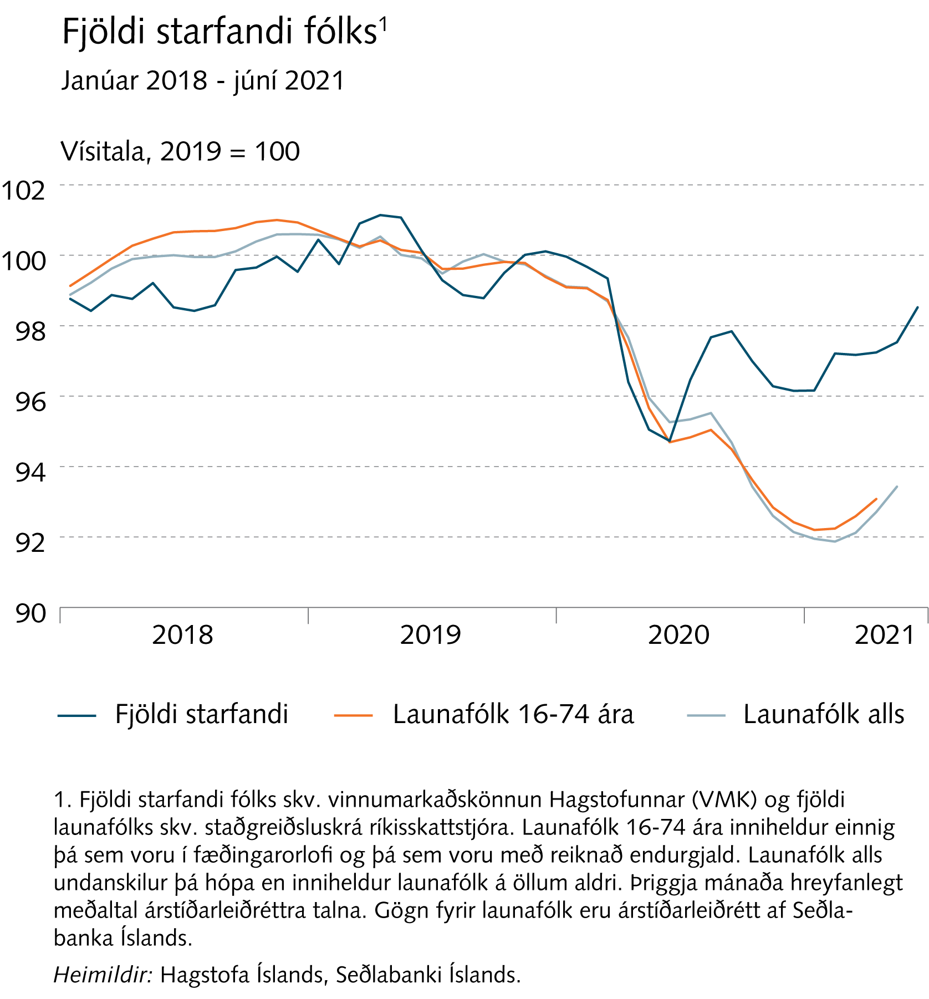 Fjöldi starfandi fólks¹
Janúar 2018 - júní 2021
Vísitala, 2019 = 100
102
100
98
96
94
92
90
2018 2019 2020 2021
Fjöldi starfandi Launafólk 16-74 ára Launafólk alls
1. Fjöldi starfandi fólks skv. vinnumarkaðskönnun Hagstofunnar (VMK) og fjöldi
launafólks skv. staðgreiðsluskrá ríkisskattstjóra. Launafólk 16-74 ára inniheldur einnig
þá sem voru í fæðingarorlofi og þá sem voru með reiknað endurgjald. Launafólk alls
undanskilur þá hópa en inniheldur launafólk á öllum aldri. Þriggja mánaða hreyfanlegt
meðaltal árstíðarleiðréttra talna. Gögn fyrir launafólk eru árstíðarleiðrétt af Seðla-
banka Íslands.
Heimildir: Hagstofa Íslands, Seðlabanki Íslands.